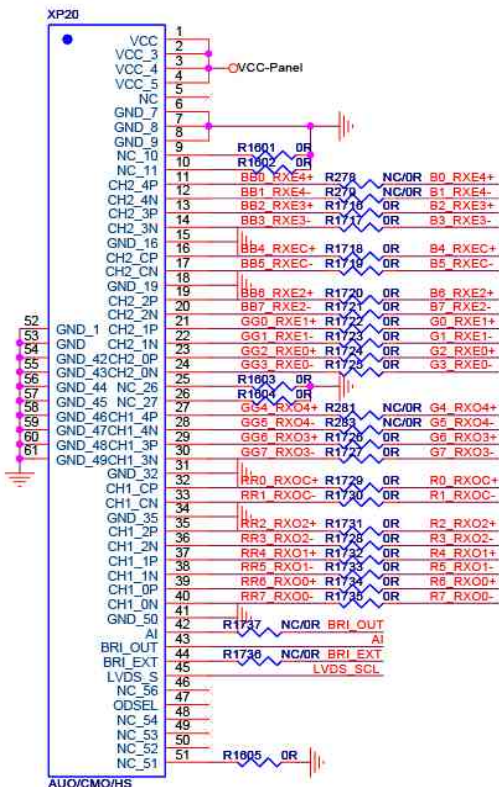 XP20
VCC 1
VCC_3 2
VCC_4 3 VCC-Panel
VCC_5 4
NC 5
GND_7 6
GND_8 7
GND_9 8
NC_10 9 R1601 0R
NC_11 10 R1602 0R
CH2_4P 11 BB0_RXE4+ R278 NC/0R B0_RXE4+
CH2_4N 12 BB1_RXE4- R279 NC/0R B1_RXE4-
CH2_3P 13 BB2_RXE3+ R1716 0R B2_RXE3+
CH2_3N 14 BB3_RXE3- R1717 0R B3_RXE3-
GND_16 15
CH2_CP 16 BB4_RXEC+ R1718 0R B4_RXEC+
CH2_CN 17 BB5_RXEC- R1719 0R B5_RXEC-
GND_19 18
CH2_2P 19 BB6_RXE2+ R1720 0R B6_RXE2+
CH2_2N 20 BB7_RXE2- R1721 0R B7_RXE2-
52 GND_1 CH2_1P 21 GG0_RXE1+ R1722 0R G0_RXE1+
53 GND CH2_1N 22 GG1_RXE1- R1723 0R G1_RXE1-
54 GND_42 CH2_0P 23 GG2_RXE0+ R1724 0R G2_RXE0+
55 GND_43 CH2_0N 24 GG3_RXE0- R1725 0R G3_RXE0-
56 GND_44 NC_26 25 R1603 0R
57 GND_45 NC_27 26 R1604 0R
58 GND_46 CH1_4P 27 GG4_RXO4+ R281 NC/0R G4_RXO4+
59 GND_47 CH1_4N 28 GG5_RXO4- R283 NC/0R G5_RXO4-
60 GND_48 CH1_3P 29 GG6_RXO3+ R1726 0R G6_RXO3+
61 GND_49 CH1_3N 30 GG7_RXO3- R1727 0R G7_RXO3-
GND_32 31
CH1_CP 32 RR0_RXOC+ R1729 0R R0_RXOC+
CH1_CN 33 RR1_RXOC- R1730 0R R1_RXOC-
GND_35 34
CH1_2P 35 RR2_RXO2+ R1731 0R R2_RXO2+
CH1_2N 36 RR3_RXO2- R1728 0R R3_RXO2-
CH1_1P 37 RR4_RXO1+ R1732 0R R4_RXO1+
CH1_1N 38 RR5_RXO1- R1733 0R R5_RXO1-
CH1_0P 39 RR6_RXO0+ R1734 0R R6_RXO0+
CH1_0N 40 RR7_RXO0- R1735 0R R7_RXO0-
GND_50 41
AI 42 R1737 NC/0R BRI_OUT
BRI_OUT 43 AI
BRI_EXT 44 R1736 NC/0R BRI_EXT
LVDS_S 45 LVDS_SCL
NC_56 46
ODSEL 47
NC_54 48
NC_53 49
NC_52 50
NC_51 51 R1605 0R
AUO/CMO/HS